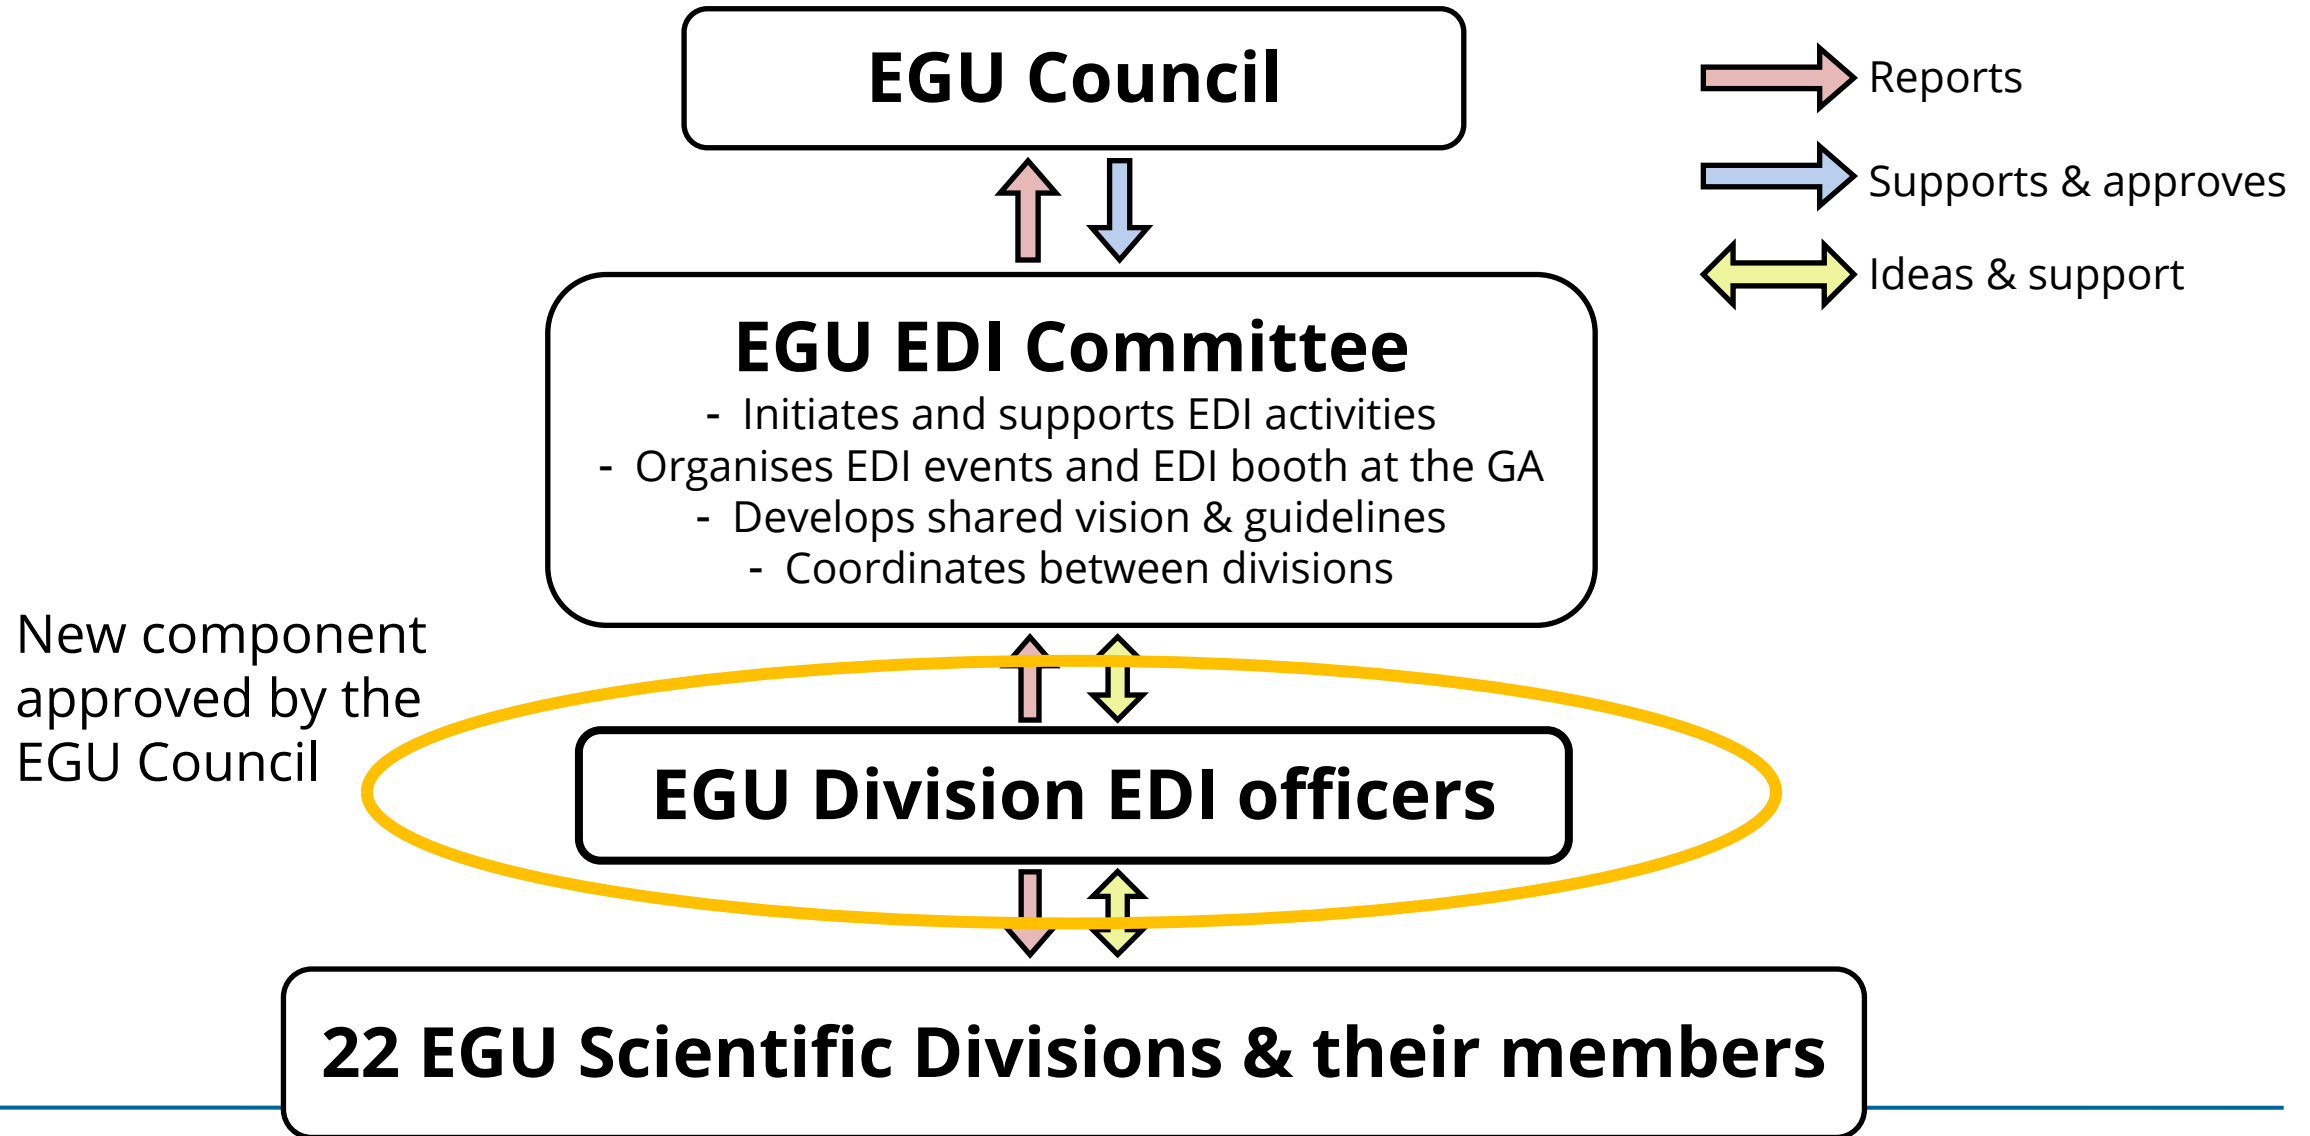 EGU Council
Reports
Supports & approves
Ideas & support
EGU EDI Committee
- Initiates and supports EDI activities
- Organises EDI events and EDI booth at the GA
- Develops shared vision & guidelines
- Coordinates between divisions
New component
approved by the
EGU Council
EGU Division EDI officers
22 EGU Scientific Divisions & their members